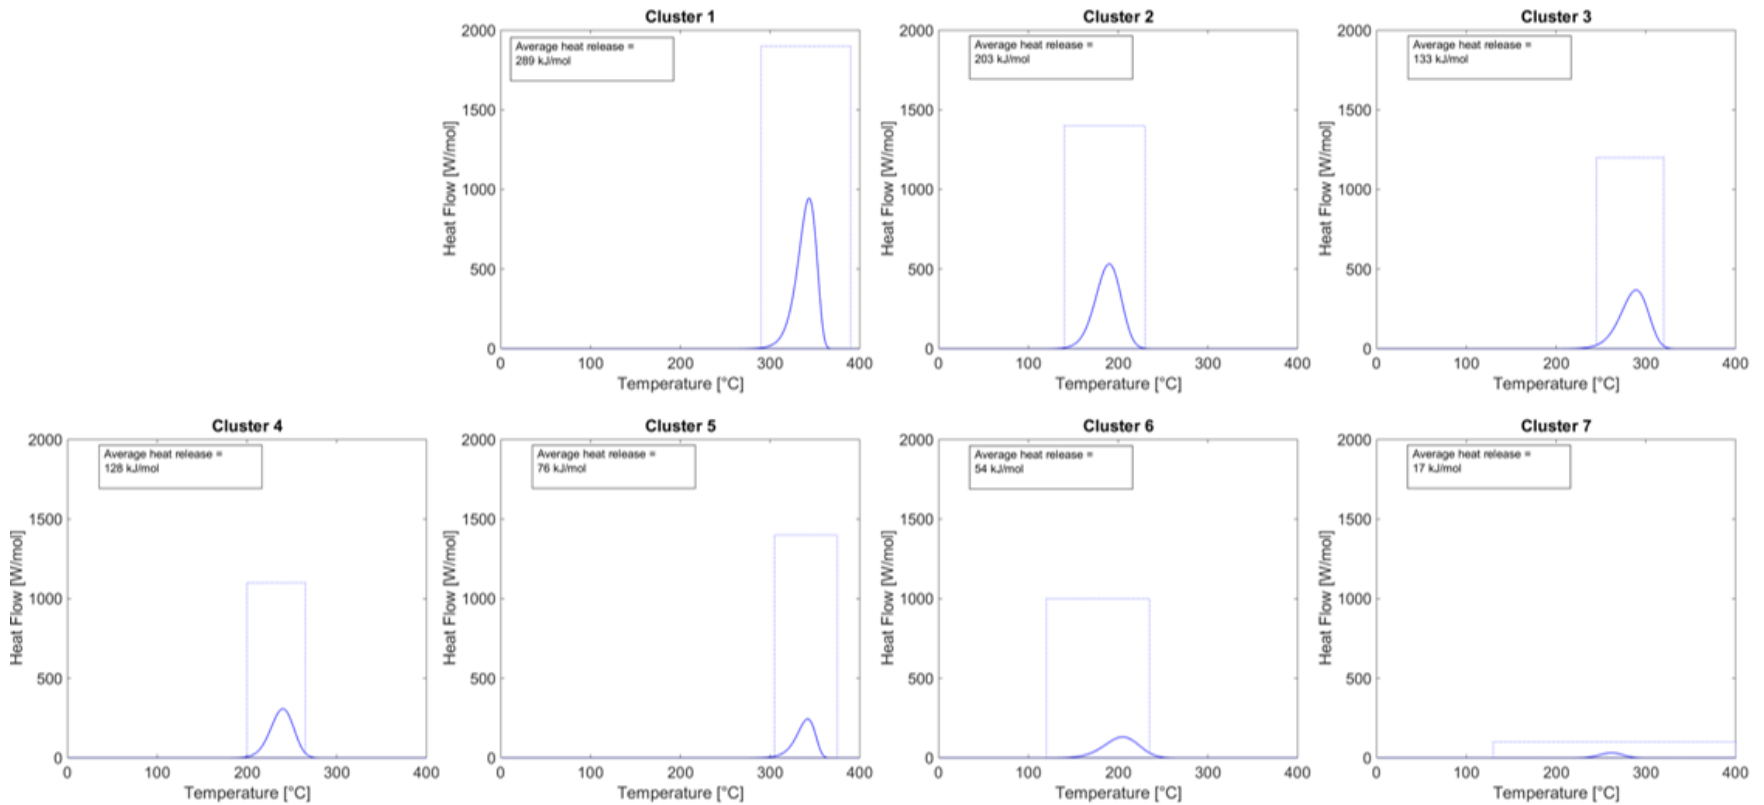 Cluster 1
2000
1500
1000
500
0
Heat Flow [W/mol]
Average heat release =
289 kJ/mol
0 100 200 300 400
Temperature [°C]
Cluster 2
2000
1500
1000
500
0
Heat Flow [W/mol]
Average heat release =
203 kJ/mol
0 100 200 300 400
Temperature [°C]
Cluster 3
2000
1500
1000
500
0
Heat Flow [W/mol]
Average heat release =
133 kJ/mol
0 100 200 300 400
Temperature [°C]
Cluster 4
2000
1500
1000
500
0
Heat Flow [W/mol]
Average heat release =
128 kJ/mol
0 100 200 300 400
Temperature [°C]
Cluster 5
2000
1500
1000
500
0
Heat Flow [W/mol]
Average heat release =
76 kJ/mol
0 100 200 300 400
Temperature [°C]
Cluster 6
2000
1500
1000
500
0
Heat Flow [W/mol]
Average heat release =
54 kJ/mol
0 100 200 300 400
Temperature [°C]
Cluster 7
2000
1500
1000
500
0
Heat Flow [W/mol]
Average heat release =
17 kJ/mol
0 100 200 300 400
Temperature [°C]